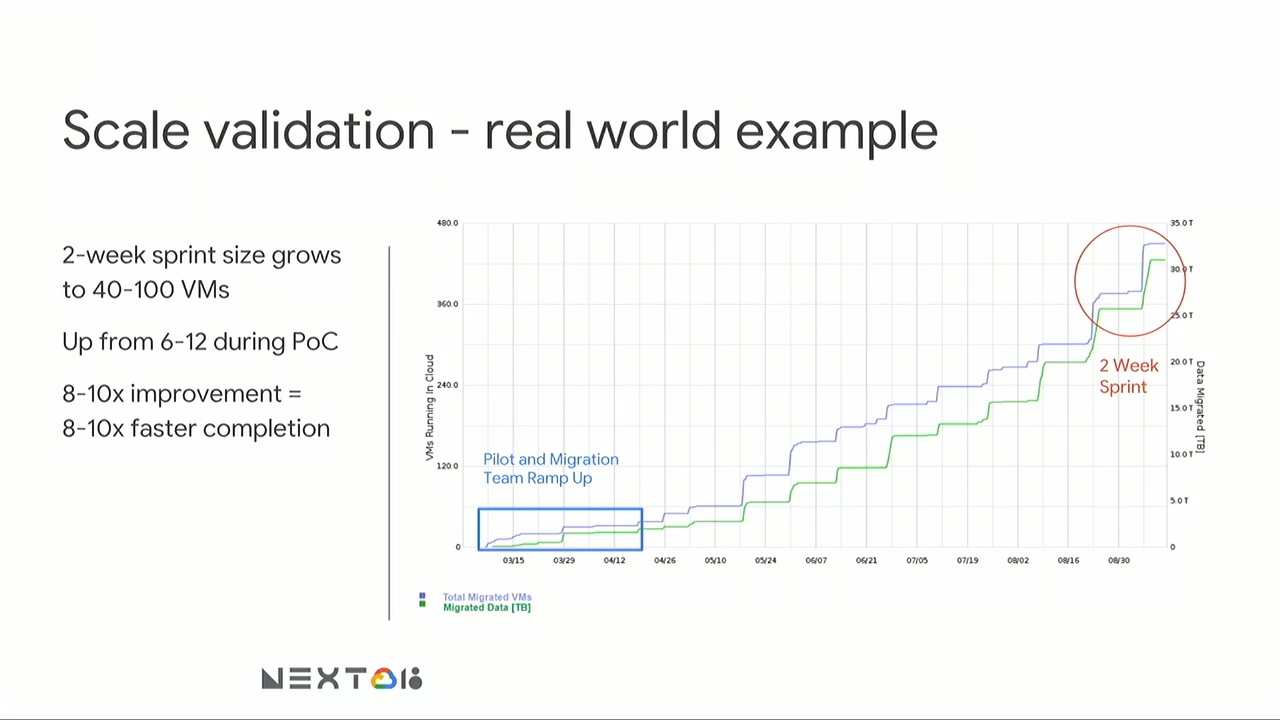 Scale validation - real world example
2-week sprint size grows
to 40-100 VMs
Up from 6-12 during PoC
8-10x improvement =
8-10x faster completion
480.0
360.0
240.0
120.0
0
VMs Running In Cloud
35.0 T
30.0 T
25.0 T
20.0 T
15.0 T
10.0 T
5.0 T
0
Data Migrated [TB]
Pilot and Migration
Team Ramp Up
2 Week
Sprint
03/15 03/29 04/12 04/26 05/10 05/24 06/07 06/21 07/05 07/19 08/02 08/16 08/30
Total Migrated VMs
Migrated Data [TB]
NEXT 18